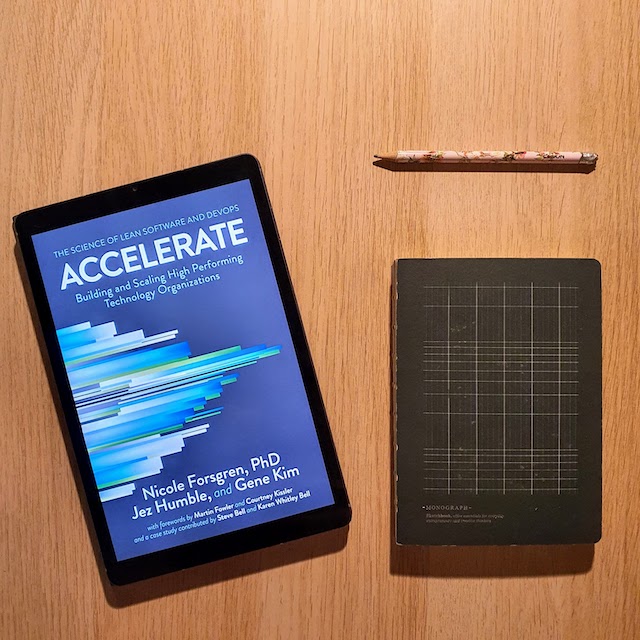 THE SCIENCE OF LEAN SOFTWARE AND DEVOPS
ACCELERATE
Building and Scaling High Performing
Technology Organizations
Nicole Forsgren, PhD
Jez Humble, and Gene Kim
with forewords by Martin Fowler and Courtney Kissler
and a case study contributed by Steve Bell and Karen Whitley Bell
-MONOGRAPH-